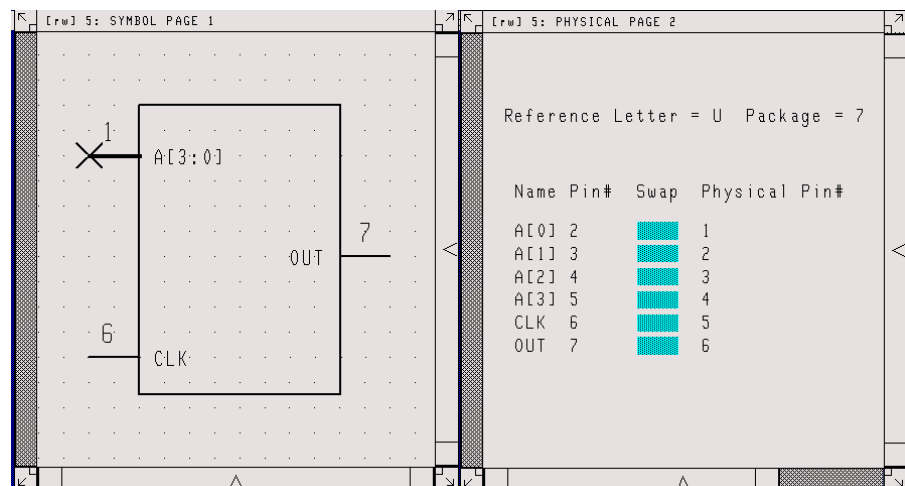 [rw] 5: SYMBOL PAGE 1
1
A[3:0]
7
OUT
6
CLK
[rw] 5: PHYSICAL PAGE 2
Reference Letter = U Package = 7
Name Pin# Swap Physical Pin#
A[0] 2 1
A[1] 3 2
A[2] 4 3
A[3] 5 4
CLK 6 5
OUT 7 6